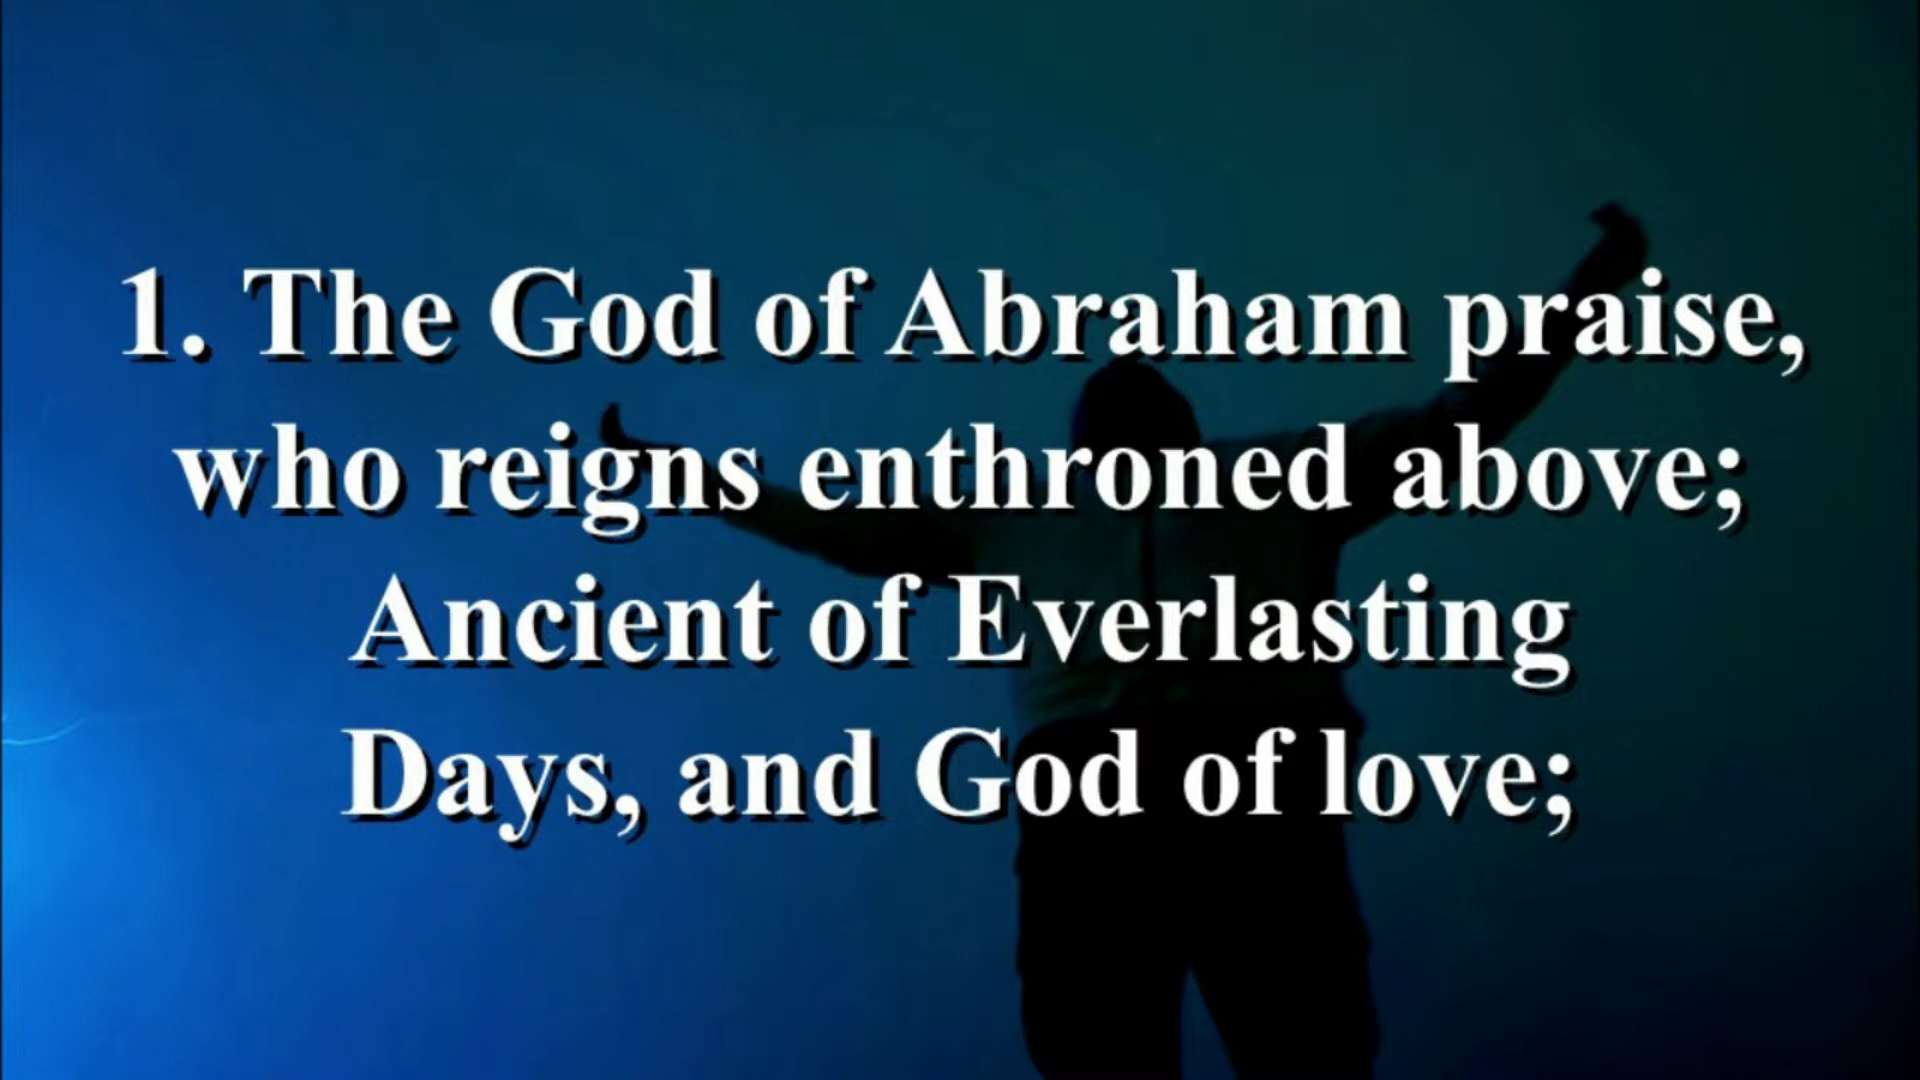 1. The God of Abraham praise,
who reigns enthroned above;
Ancient of Everlasting
Days, and God of love;